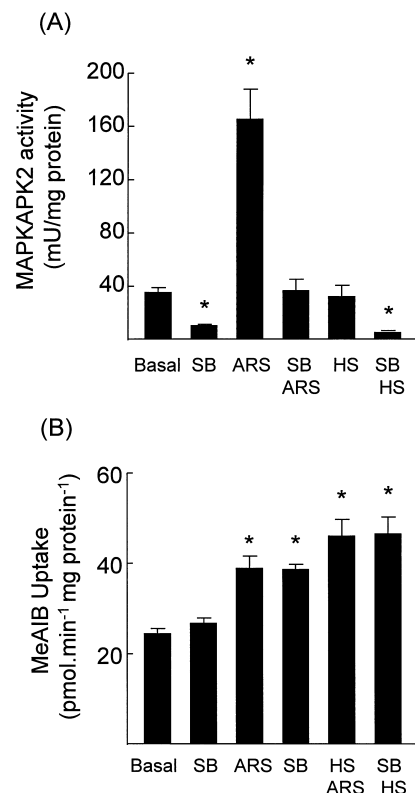 (A)
MAPKAPK2 activity
(mU/mg protein)
200
160
120
80
40
*
*
*
Basal SB ARS SB HS SB
ARS HS
(B)
MeAIB Uptake
(pmol.min-1 mg protein-1)
60
40
20
*
*
*
*
Basal SB ARS SB HS SB
ARS HS